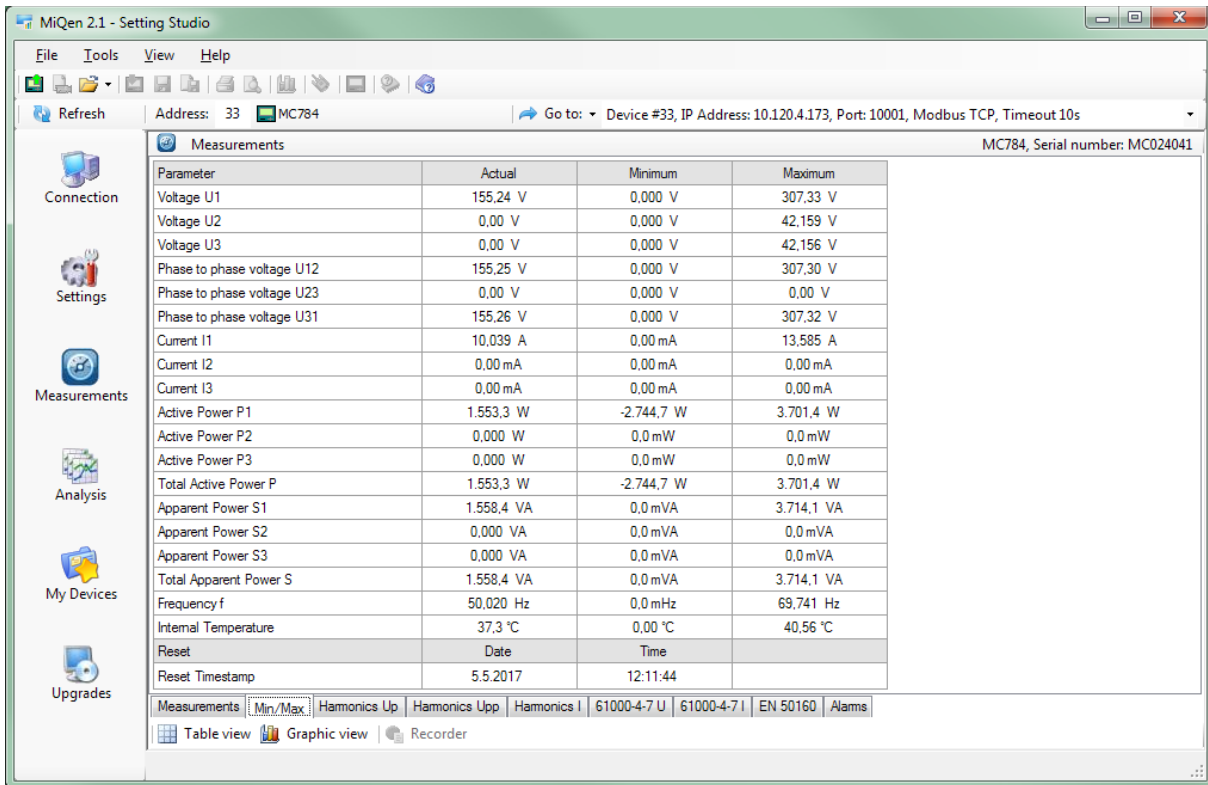 MiQen 2.1 - Setting Studio
File Tools View Help
Refresh Address: 33 MC784 Go to: Device #33, IP Address: 10.120.4.173, Port: 10001, Modbus TCP, Timeout 10s
Measurements MC784, Serial number: MC024041
Connection
Settings
Measurements
Analysis
My Devices
Upgrades
Parameter Actual Minimum Maximum
Voltage U1 155,24 V 0,000 V 307,33 V
Voltage U2 0,00 V 0,000 V 42,159 V
Voltage U3 0,00 V 0,000 V 42,156 V
Phase to phase voltage U12 155,25 V 0,000 V 307,30 V
Phase to phase voltage U23 0,00 V 0,000 V 0,00 V
Phase to phase voltage U31 155,26 V 0,000 V 307,32 V
Current I1 10,039 A 0,00 mA 13,585 A
Current I2 0,00 mA 0,00 mA 0,00 mA
Current I3 0,00 mA 0,00 mA 0,00 mA
Active Power P1 1.553,3 W -2.744,7 W 3.701,4 W
Active Power P2 0,000 W 0,0 mW 0,0 mW
Active Power P3 0,000 W 0,0 mW 0,0 mW
Total Active Power P 1.553,3 W -2.744,7 W 3.701,4 W
Apparent Power S1 1.558,4 VA 0,0 mVA 3.714,1 VA
Apparent Power S2 0,000 VA 0,0 mVA 0,0 mVA
Apparent Power S3 0,000 VA 0,0 mVA 0,0 mVA
Total Apparent Power S 1.558,4 VA 0,0 mVA 3.714,1 VA
Frequency f 50,020 Hz 0,0 mHz 69,741 Hz
Internal Temperature 37,3 °C 0,00 °C 40,56 °C
Reset Date Time
Reset Timestamp 5.5.2017 12:11:44
Measurements Min/Max Harmonics Up Harmonics Upp Harmonics I 61000-4-7 U 61000-4-7 I EN 50160 Alarms
Table view Graphic view Recorder